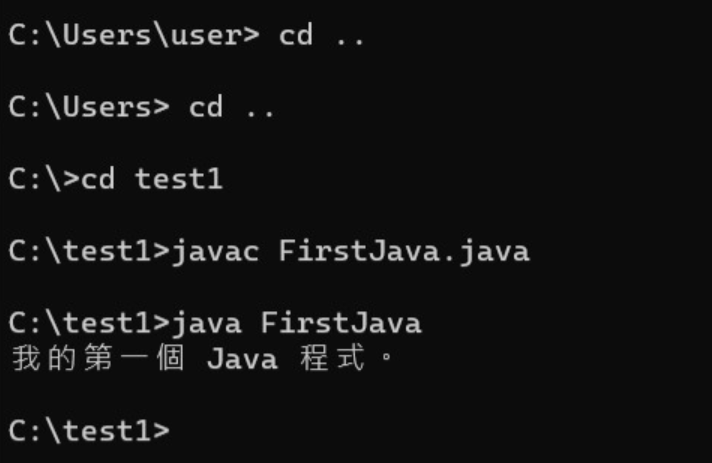 C:\Users\user> cd ..
C:\Users> cd ..
C:\>cd test1
C:\test1>javac FirstJava.java
C:\test1>java FirstJava
我的第一個 Java 程式。
C:\test1>